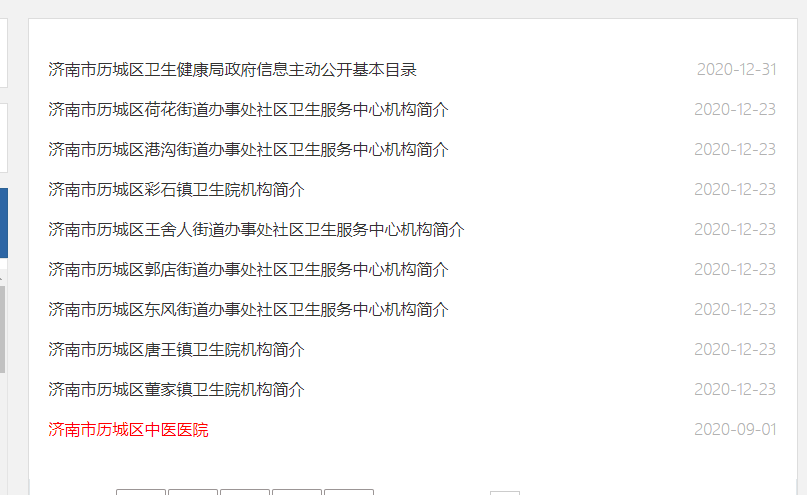 济南市历城区卫生健康局政府信息主动公开基本目录 2020-12-31
济南市历城区荷花街道办事处社区卫生服务中心机构简介 2020-12-23
济南市历城区港沟街道办事处社区卫生服务中心机构简介 2020-12-23
济南市历城区彩石镇卫生院机构简介 2020-12-23
济南市历城区王舍人街道办事处社区卫生服务中心机构简介 2020-12-23
济南市历城区郭店街道办事处社区卫生服务中心机构简介 2020-12-23
济南市历城区东风街道办事处社区卫生服务中心机构简介 2020-12-23
济南市历城区唐王镇卫生院机构简介 2020-12-23
济南市历城区董家镇卫生院机构简介 2020-12-23
济南市历城区中医医院 2020-09-01